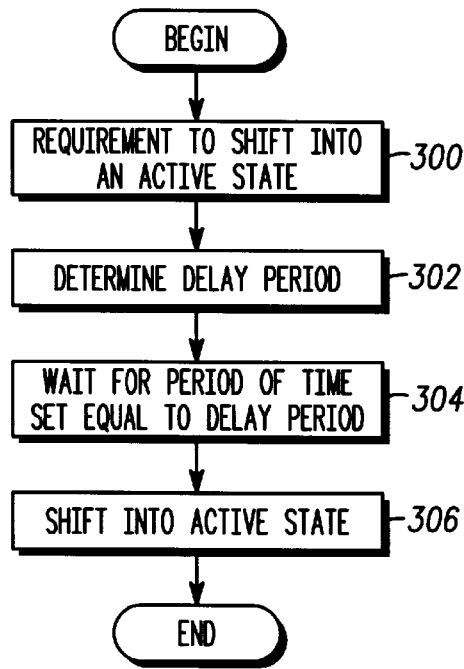 BEGIN
REQUIREMENT TO SHIFT INTO
AN ACTIVE STATE
300
DETERMINE DELAY PERIOD
302
WAIT FOR PERIOD OF TIME
SET EQUAL TO DELAY PERIOD
304
SHIFT INTO ACTIVE STATE
306
END